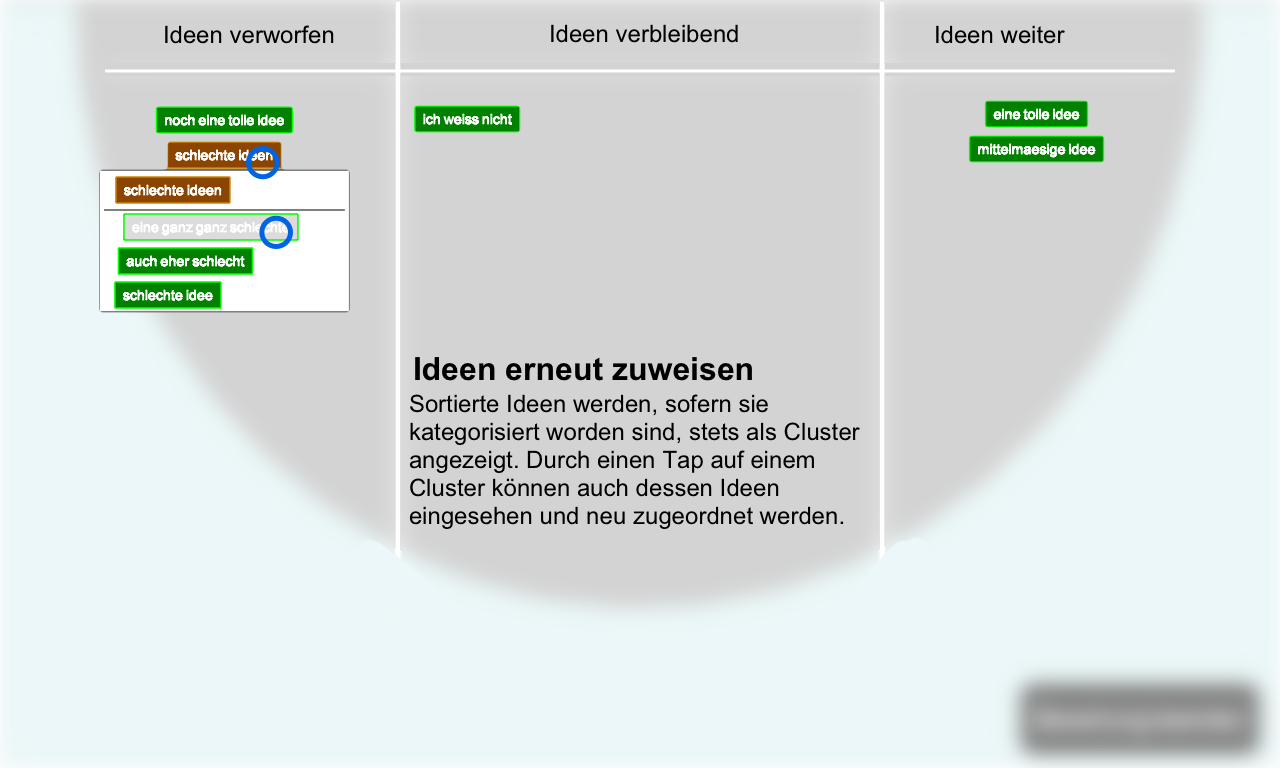 Ideen verworfen
Ideen verbleibend
Ideen weiter
noch eine tolle idee
schlechte ideen
schlechte ideen
eine ganz ganz schlechte
auch eher schlecht
schlechte idee
ich weiss nicht
eine tolle idee
mittelmaesige idee
Ideen erneut zuweisen
Sortierte Ideen werden, sofern sie
kategorisiert worden sind, stets als Cluster
angezeigt. Durch einen Tap auf einem
Cluster können auch dessen Ideen
eingesehen und neu zugeordnet werden.